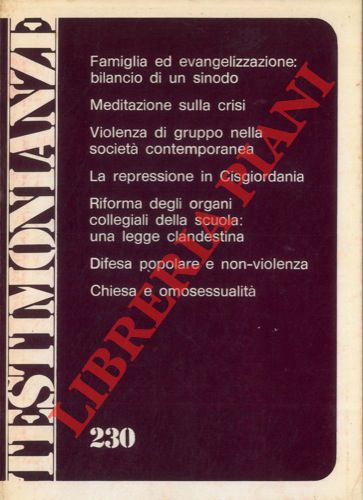 TESTIMONIANZE
Famiglia ed evangelizzazione:
bilancio di un sinodo
Meditazione sulla crisi
Violenza di gruppo nella
società contemporanea
La repressione in Cisgiordania
Riforma degli organi
collegiali della scuola:
una legge clandestina
Difesa popolare e non-violenza
Chiesa e omosessualità
230
LIBRERIA PIANI